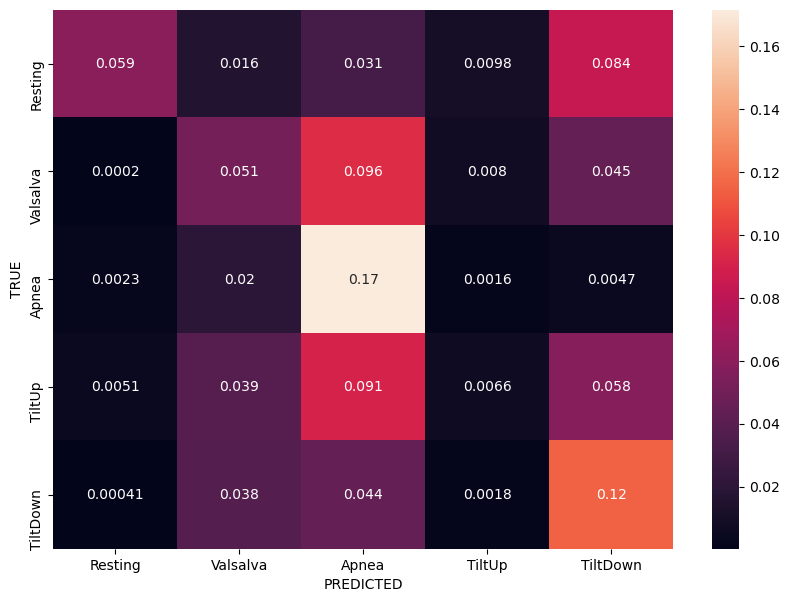 Resting 0.059 0.016 0.031 0.0098 0.084
Valsalva 0.0002 0.051 0.096 0.008 0.045
TRUE
Apnea 0.0023 0.02 0.17 0.0016 0.0047
TiltUp 0.0051 0.039 0.091 0.0066 0.058
TiltDown 0.00041 0.038 0.044 0.0018 0.12
Resting Valsalva Apnea TiltUp TiltDown
PREDICTED
0.16
0.14
0.12
0.10
0.08
0.06
0.04
0.02